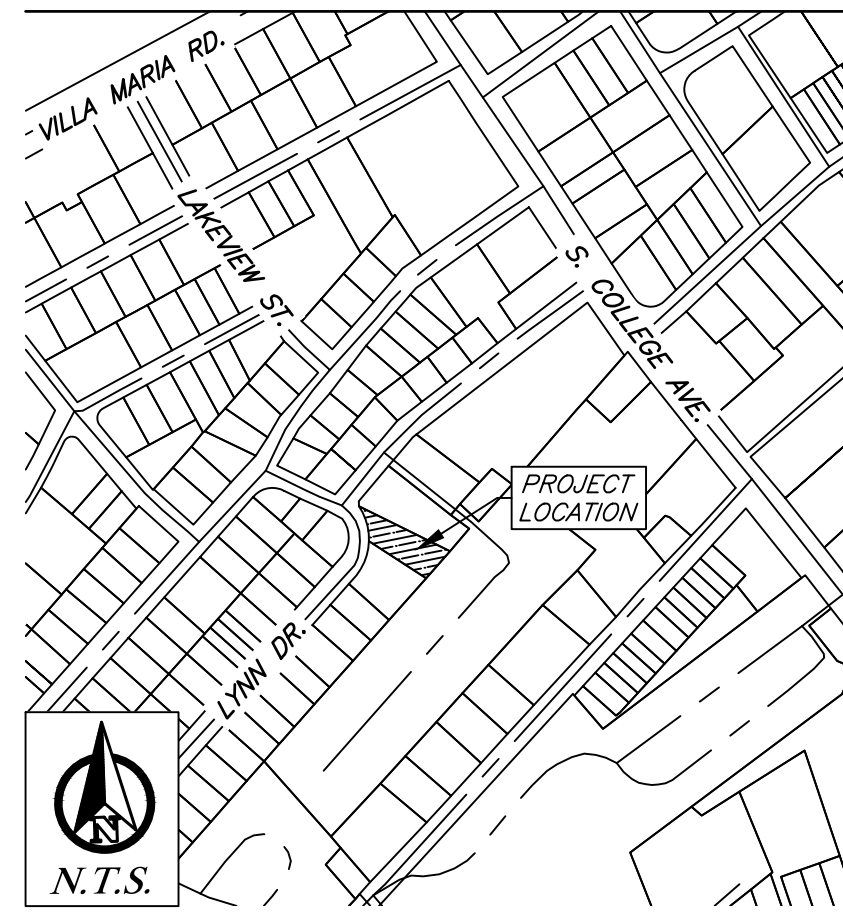 VILLA MARIA RD.
LAKEVIEW ST.
S. COLLEGE AVE.
PROJECT
LOCATION
LYNN DR.
N
N.T.S.